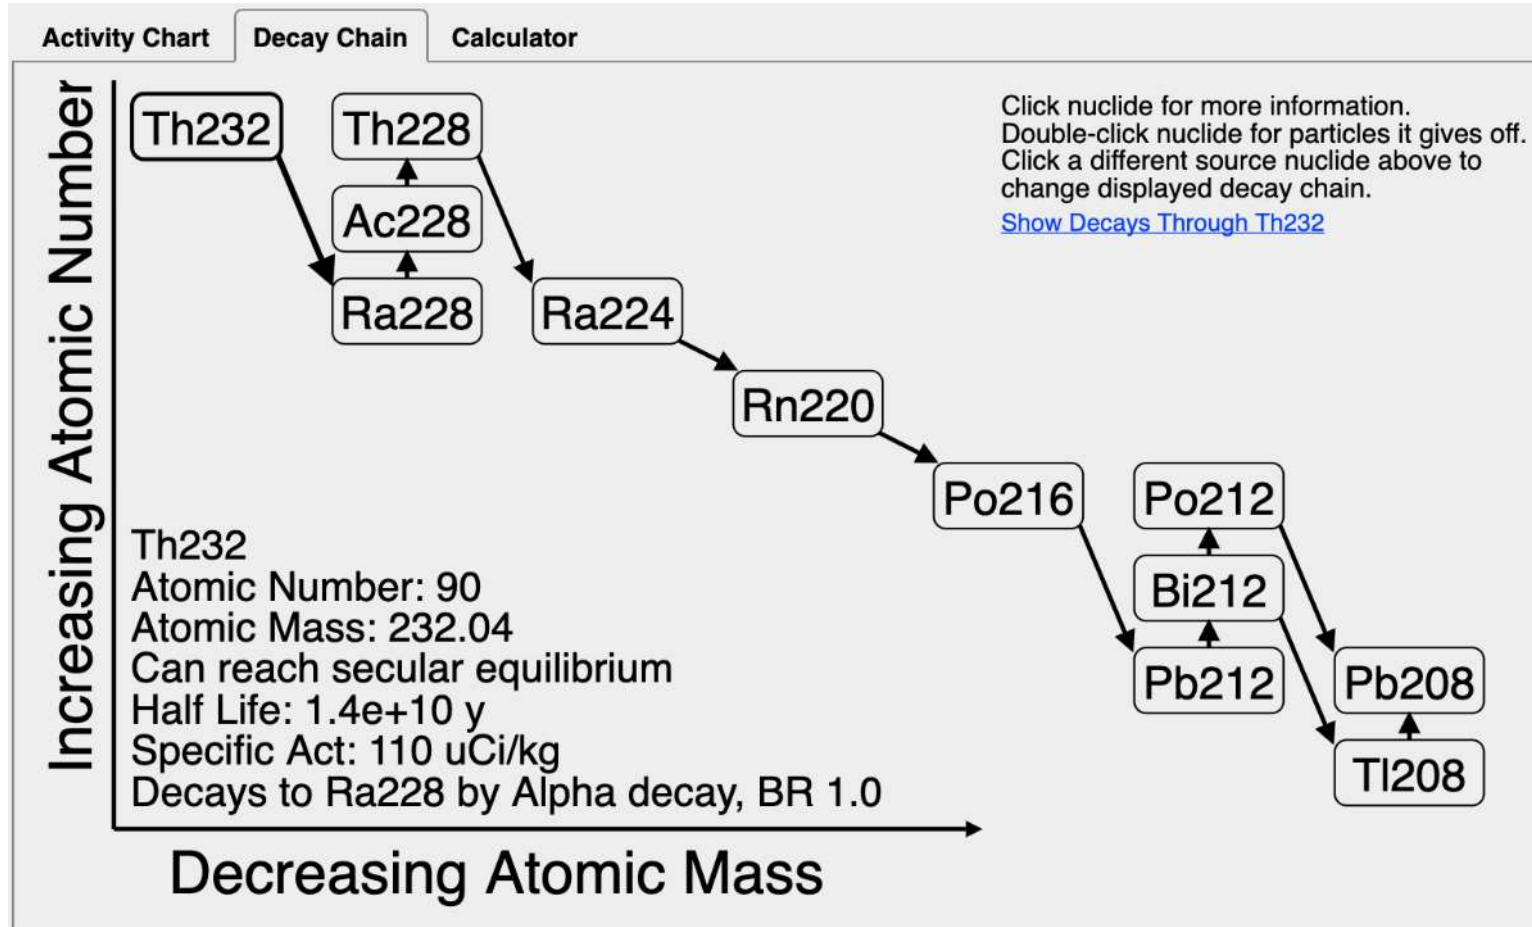 Activity Chart
Decay Chain
Calculator
Increasing Atomic Number
Th232
Th228
Ac228
Ra228
Ra224
Rn220
Po216
Po212
Bi212
Pb212
Pb208
Tl208
Click nuclide for more information.
Double-click nuclide for particles it gives off.
Click a different source nuclide above to
change displayed decay chain.
Show Decays Through Th232
Th232
Atomic Number: 90
Atomic Mass: 232.04
Can reach secular equilibrium
Half Life: 1.4e+10 y
Specific Act: 110 uCi/kg
Decays to Ra228 by Alpha decay, BR 1.0
Decreasing Atomic Mass